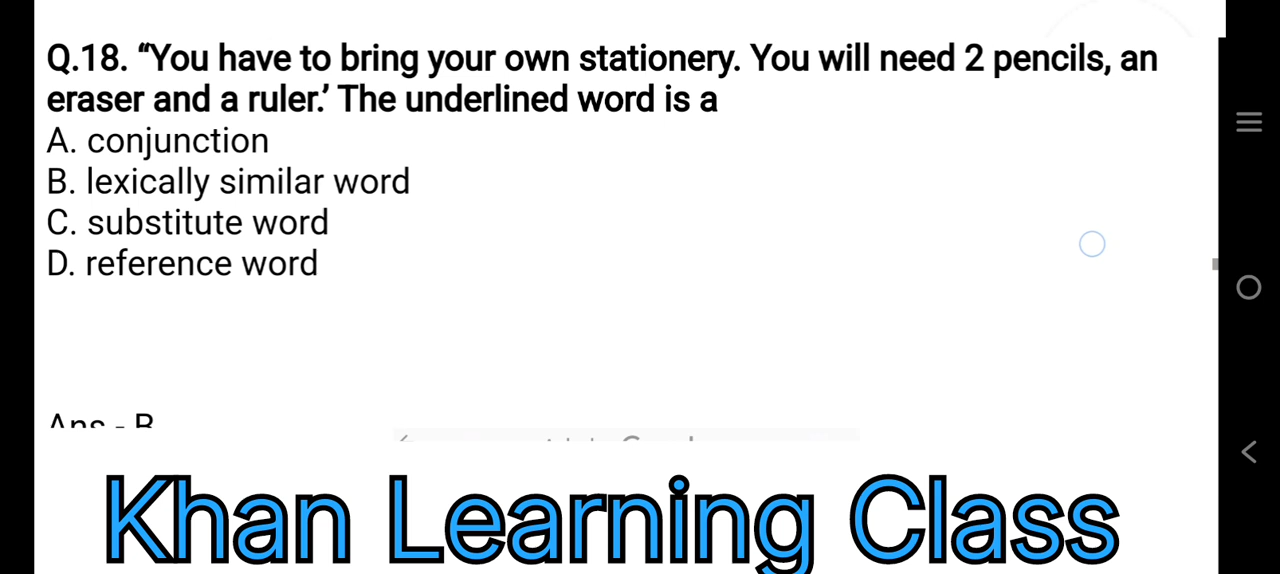 Q.18. “You have to bring your own stationery. You will need 2 pencils, an
eraser and a ruler.’ The underlined word is a
A. conjunction
B. lexically similar word
C. substitute word
D. reference word
Ans - B
Khan Learning Class